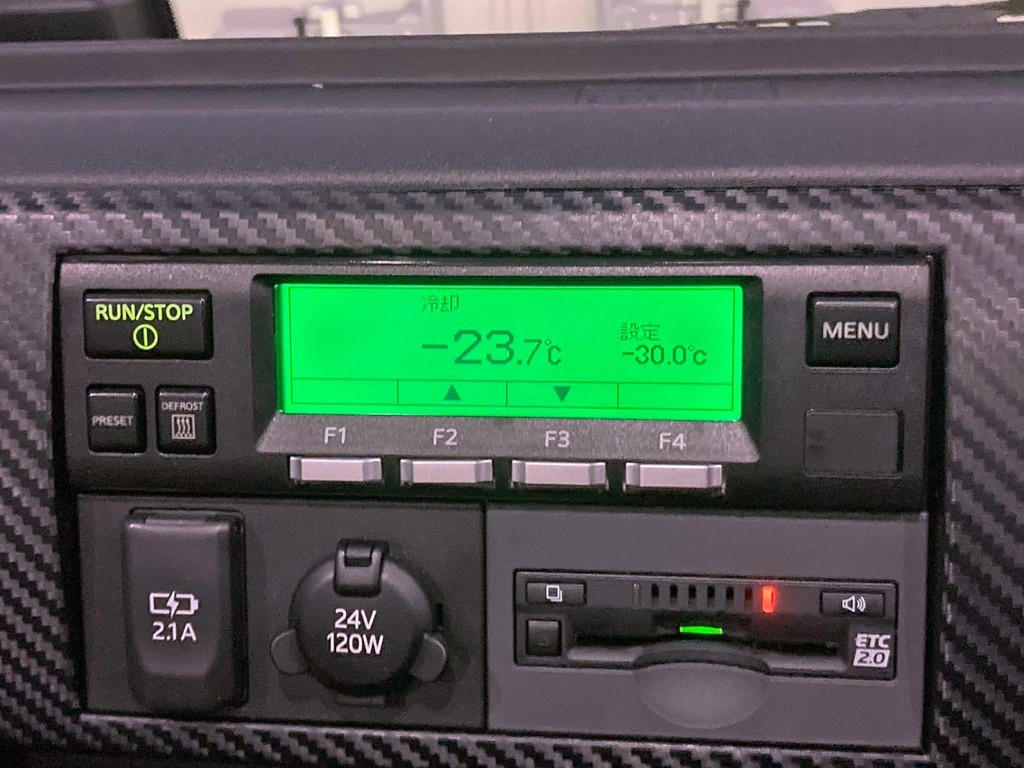 RUN/STOP
冷却
-23.7℃
設定
-30.0℃
MENU
PRESET
DEFROST
▲
▼
F1
F2
F3
F4
2.1A
24V
120W
ETC
2.0